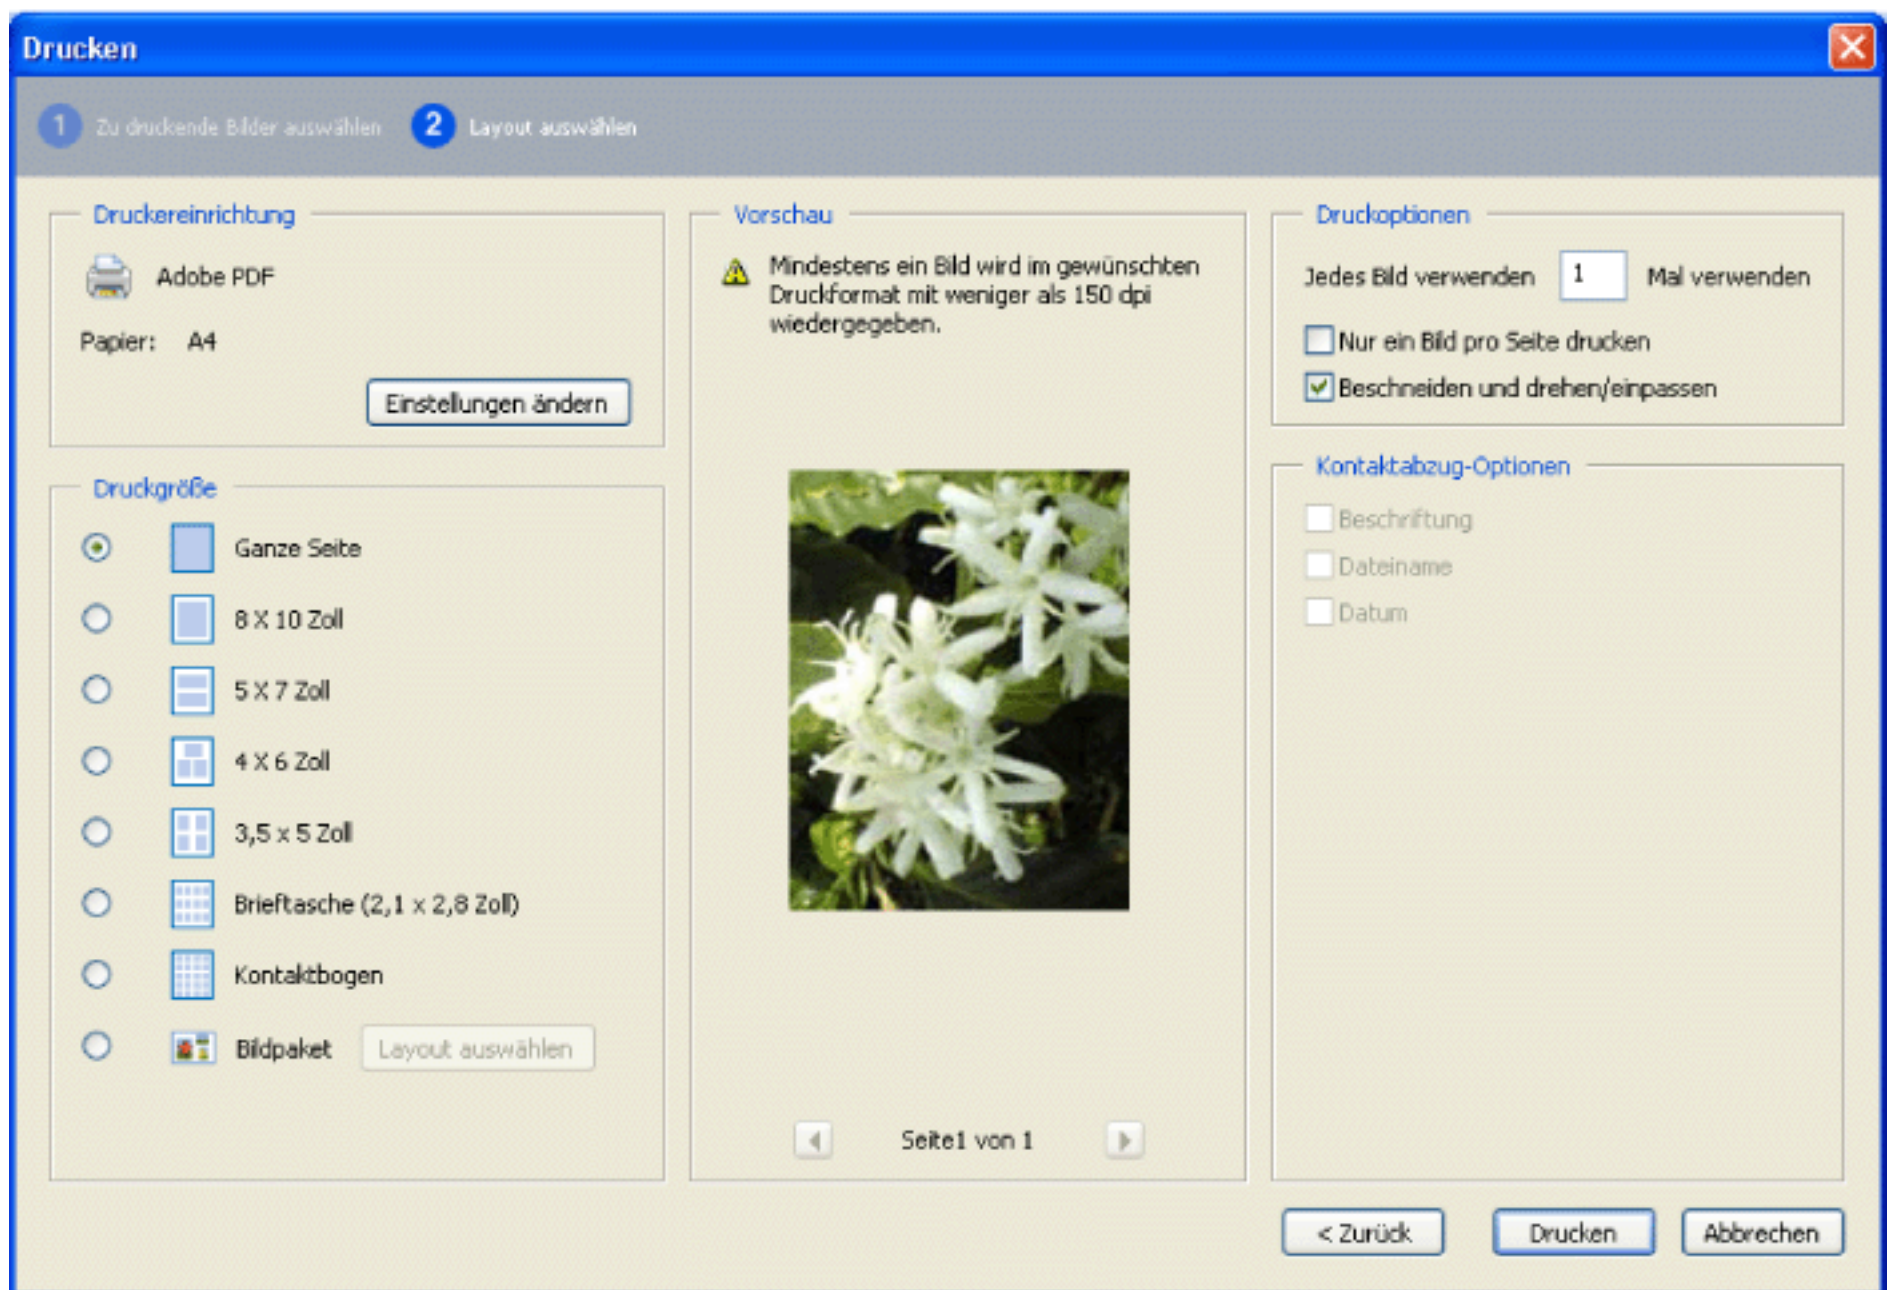 Drucken
1 Zu druckende Bilder auswählen 2 Layout auswählen
Druckereinrichtung
Adobe PDF
Papier: A4
Einstellungen ändern
Druckgröße
Ganze Seite
8 X 10 Zoll
5 X 7 Zoll
4 X 6 Zoll
3,5 x 5 Zoll
Brieftasche (2,1 x 2,8 Zoll)
Kontaktbogen
Bildpaket Layout auswählen
Vorschau
Mindestens ein Bild wird im gewünschten
Druckformat mit weniger als 150 dpi
wiedergegeben.
Seite1 von 1
Druckoptionen
Jedes Bild verwenden 1 Mal verwenden
Nur ein Bild pro Seite drucken
Beschneiden und drehen/einpassen
Kontaktabzug-Optionen
Beschriftung
Dateiname
Datum
< Zurück Drucken Abbrechen